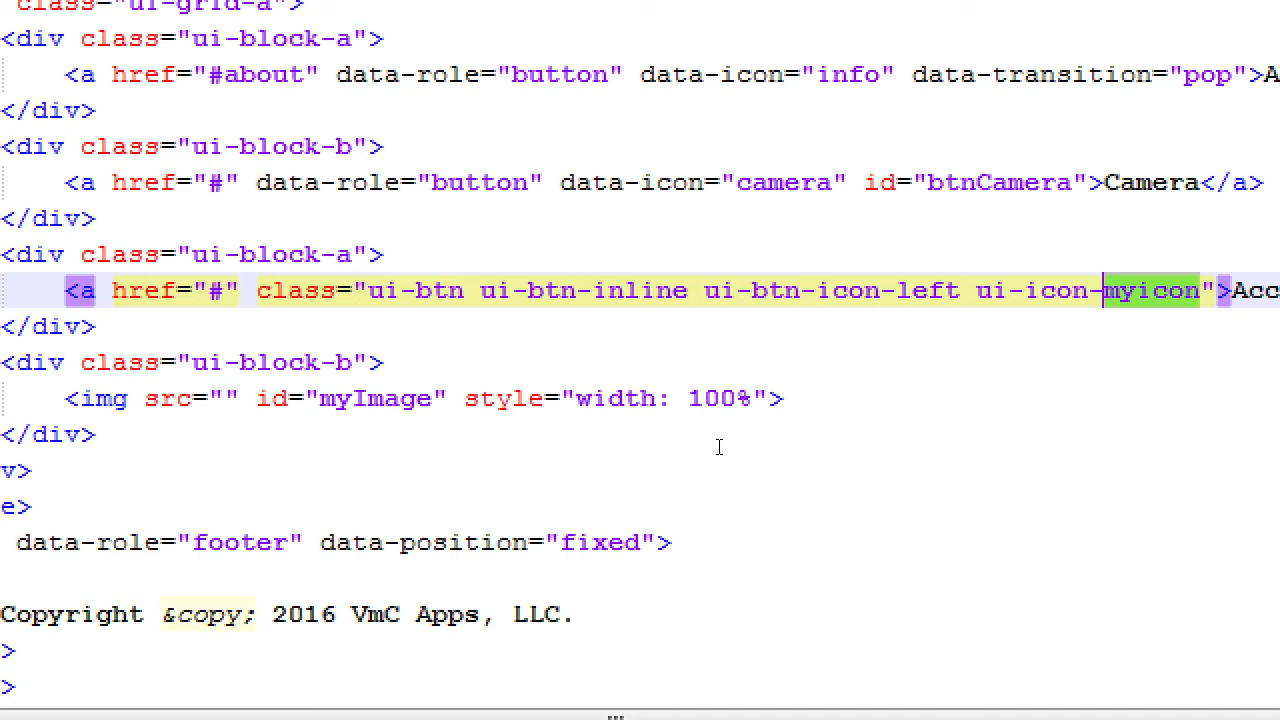 class="ui-grid-a">
<div class="ui-block-a">
<a href="#about" data-role="button" data-icon="info" data-transition="pop">A
</div>
<div class="ui-block-b">
<a href="#" data-role="button" data-icon="camera" id="btnCamera">Camera</a>
</div>
<div class="ui-block-a">
<a href="#" class="ui-btn ui-btn-inline ui-btn-icon-left ui-icon-myicon">Acc
</div>
<div class="ui-block-b">
<img src="" id="myImage" style="width: 100%">
</div>
v>
e>
data-role="footer" data-position="fixed">
Copyright &copy; 2016 VmC Apps, LLC.
>
>